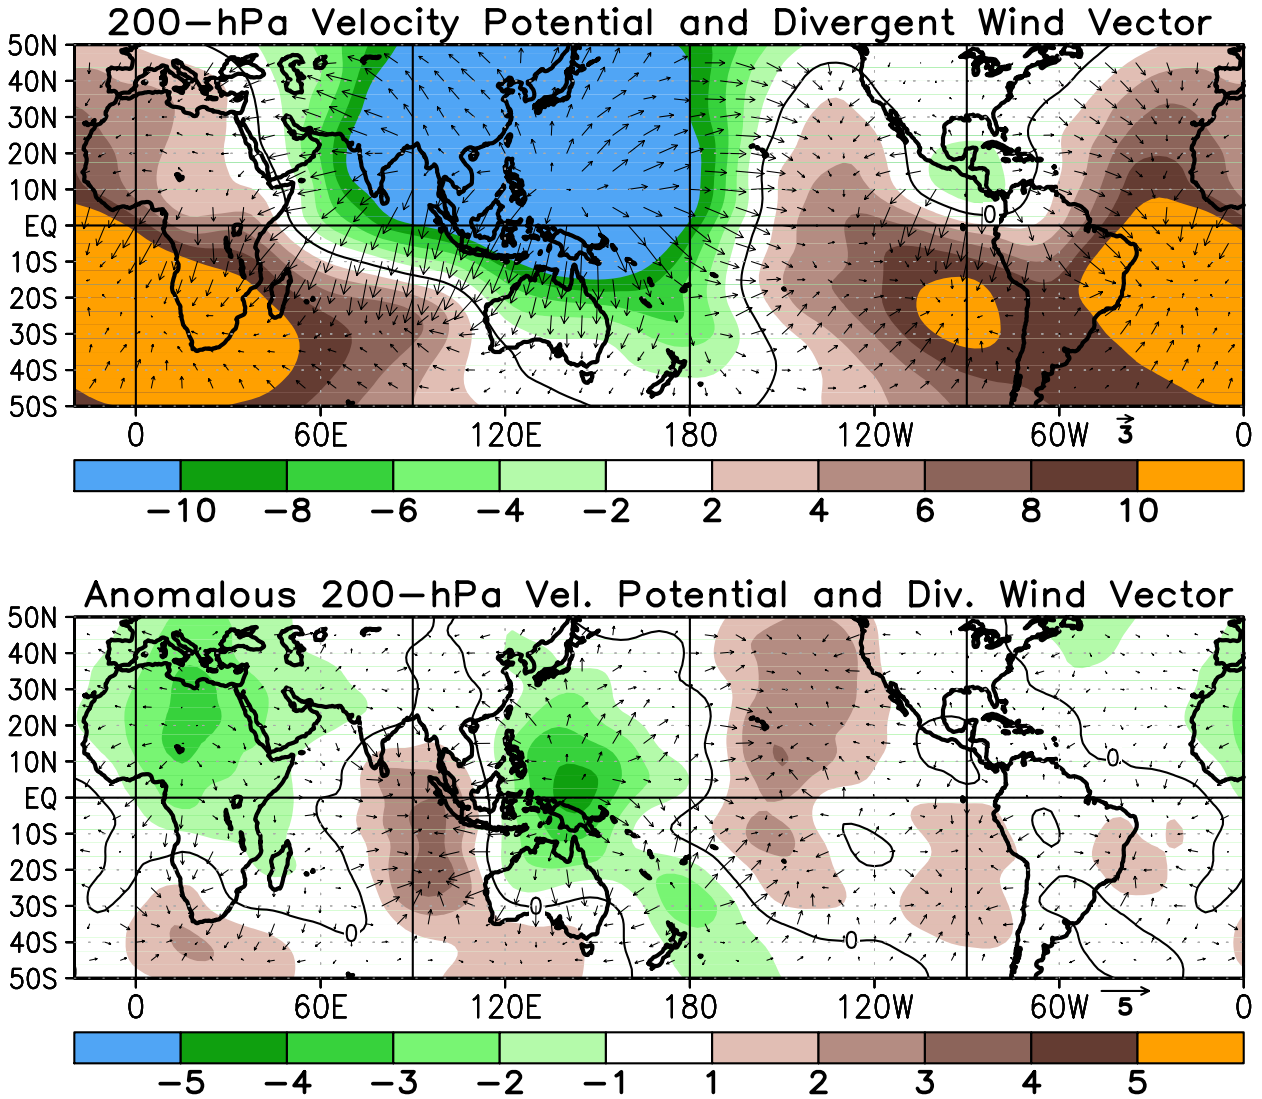 200-hPa Velocity Potential and Divergent Wind Vector
50N
40N
30N
20N
10N
EQ
10S
20S
30S
40S
50S
0
0 60E 120E 180 120W 60W 3 0
-10 -8 -6 -4 -2 2 4 6 8 10
Anomalous 200-hPa Vel. Potential and Div. Wind Vector
50N
40N
30N
20N
10N
EQ
10S
20S
30S
40S
50S
0
0
0
0
0 60E 120E 180 120W 60W 5 0
-5 -4 -3 -2 -1 1 2 3 4 5